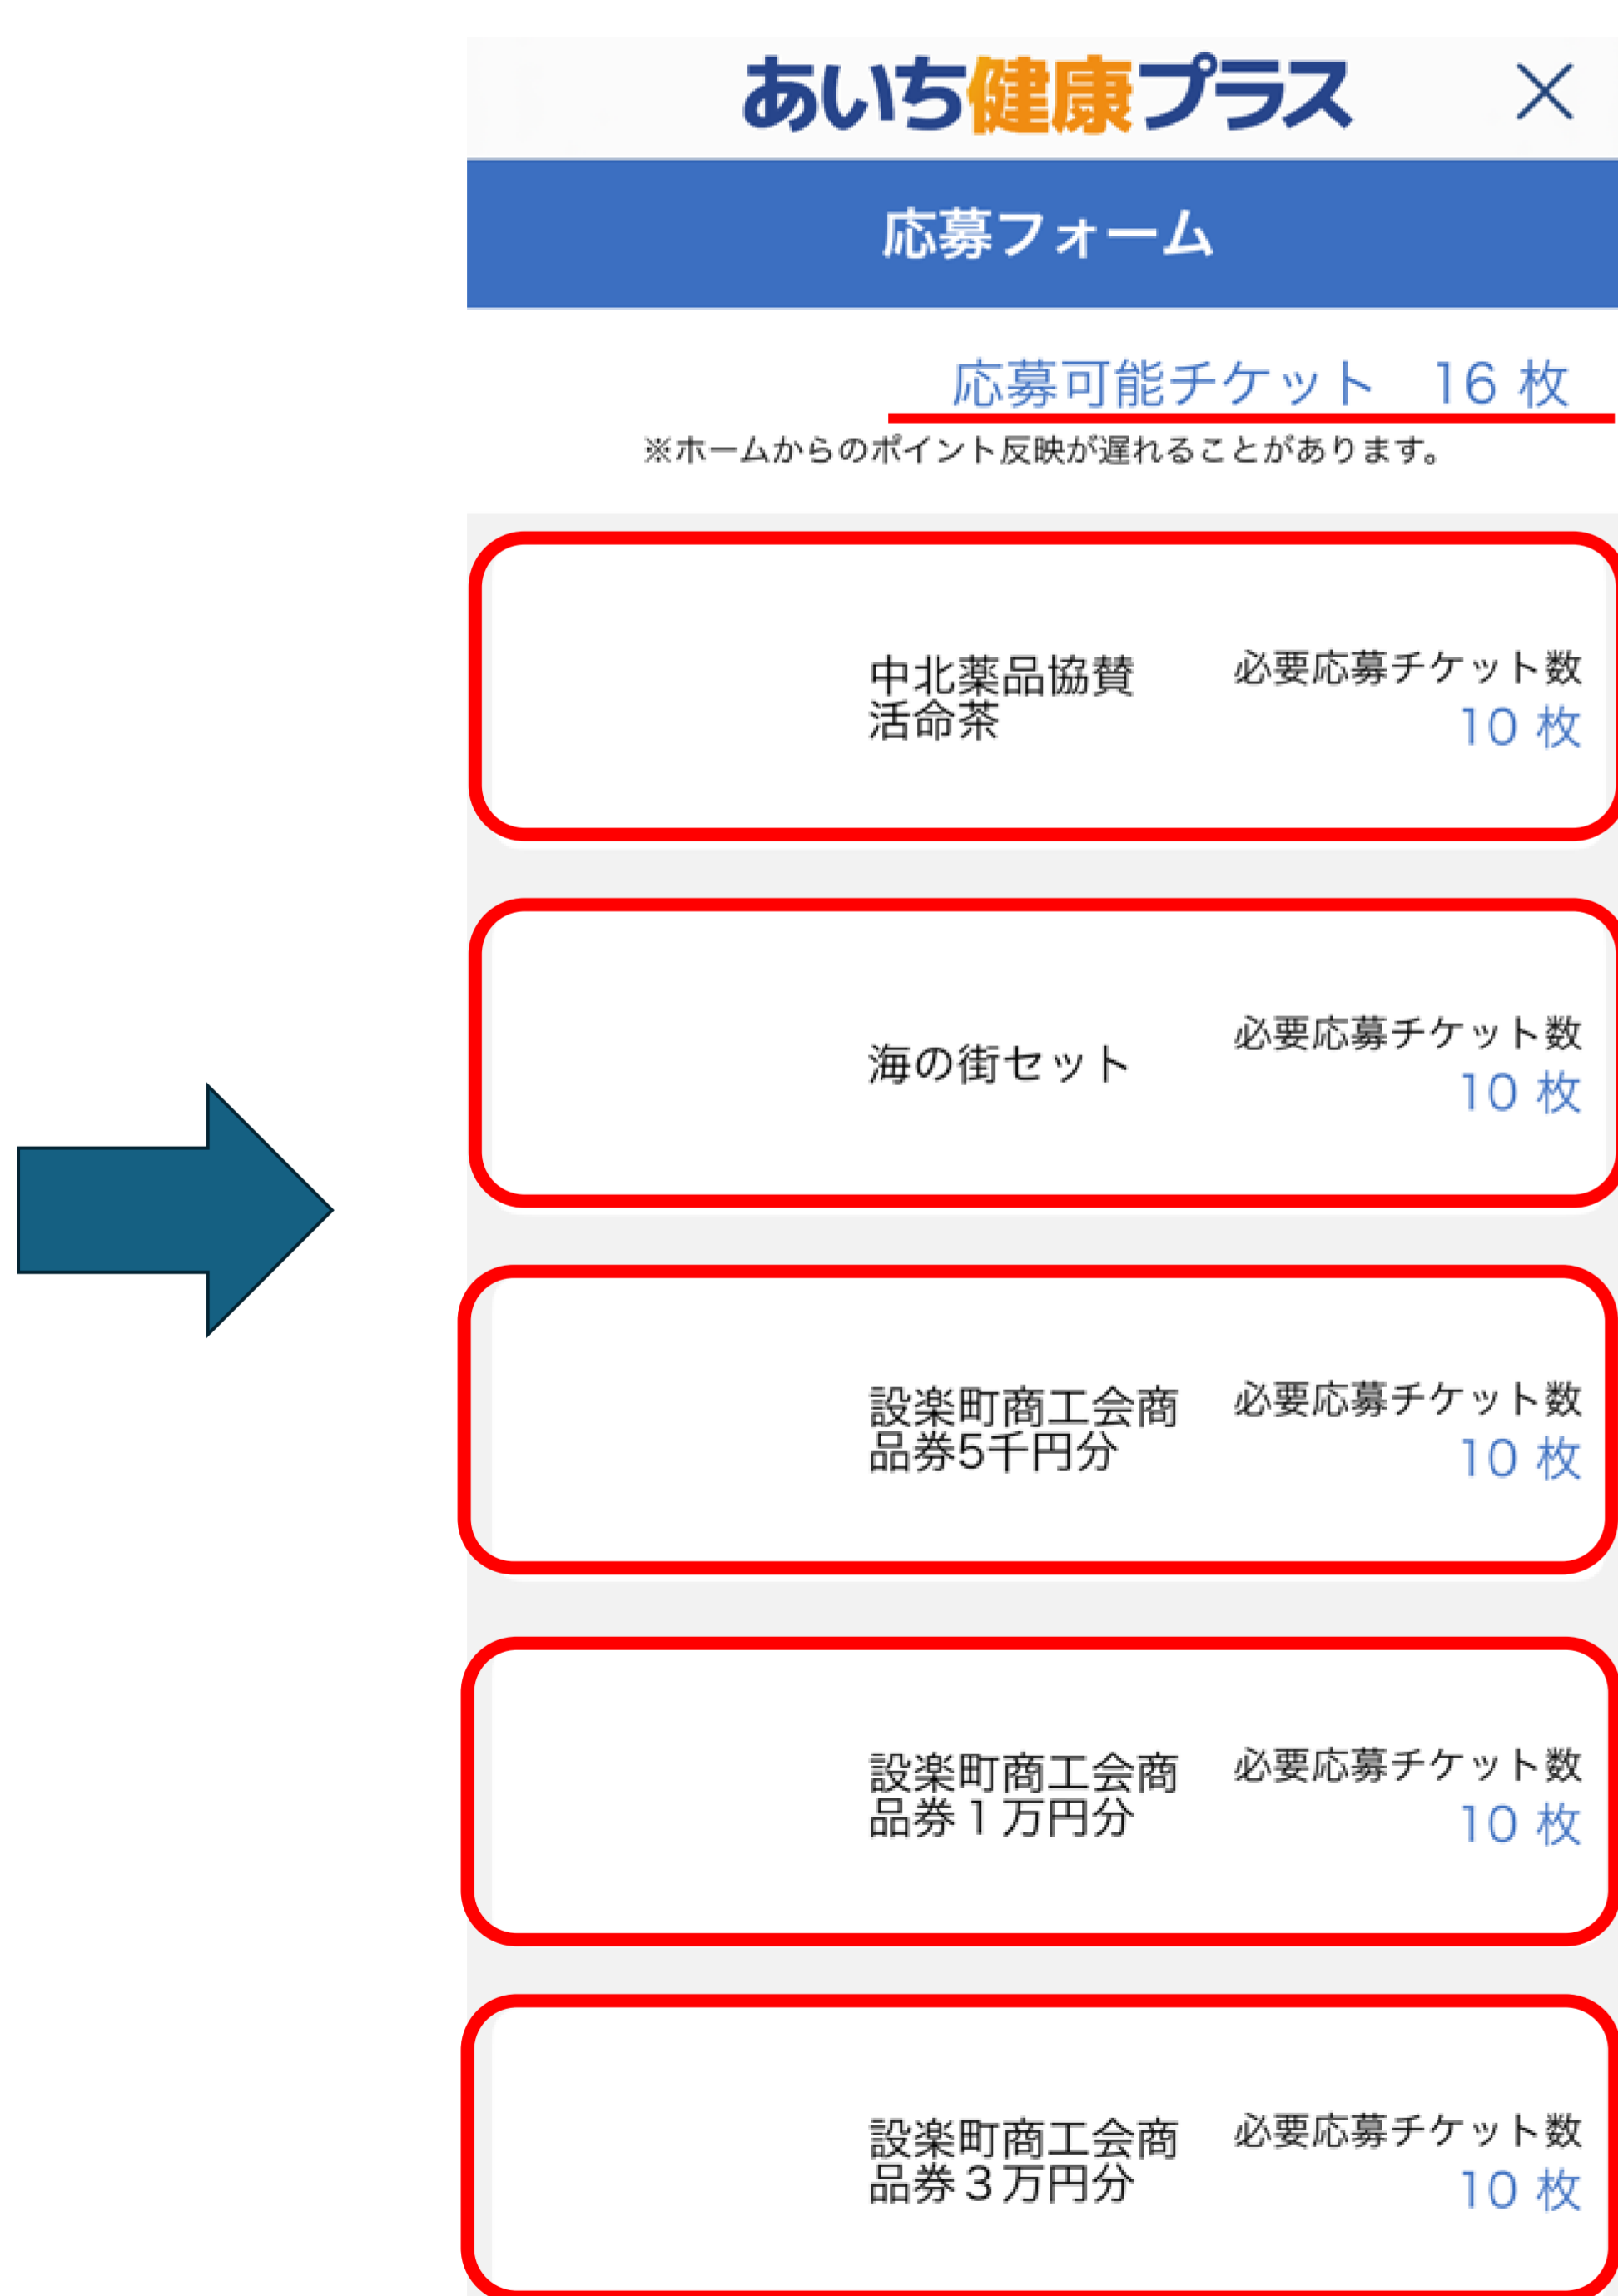 あいち健康プラス
応募フォーム
応募可能チケット　16 枚
※ホームからのポイント反映が遅れることがあります。
中北薬品協賛
活命茶
必要応募チケット数
10 枚
海の街セット
必要応募チケット数
10 枚
設楽町商工会商
品券5千円分
必要応募チケット数
10 枚
設楽町商工会商
品券１万円分
必要応募チケット数
10 枚
設楽町商工会商
品券３万円分
必要応募チケット数
10 枚